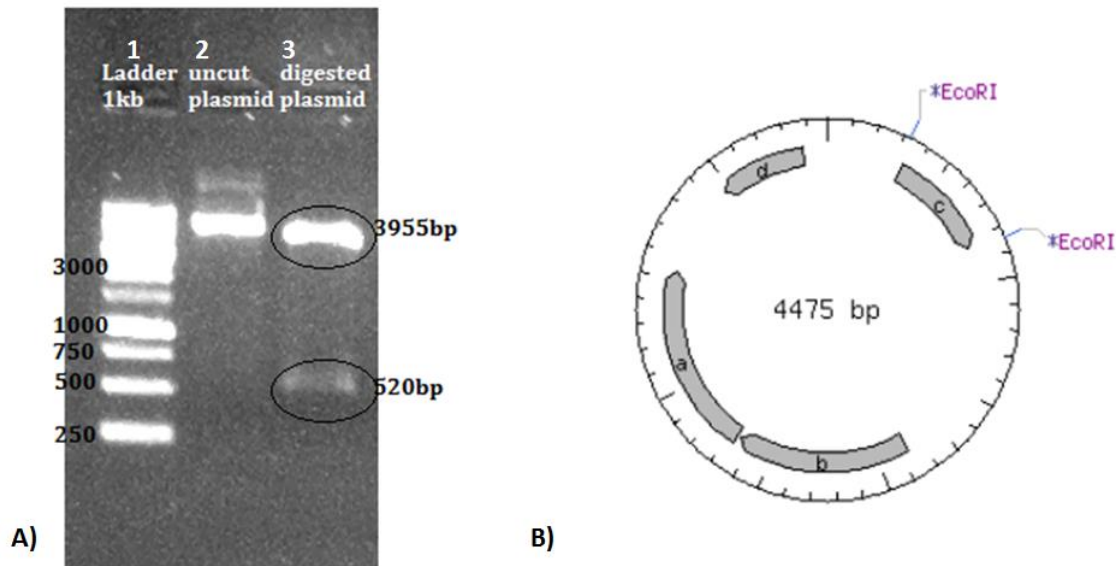 1
Ladder
1kb
2
uncut
plasmid
3
digested
plasmid
3955bp
3000
1000
750
500
520bp
250
A)
*EcoRI
*EcoRI
d
c
4475 bp
a
b
B)